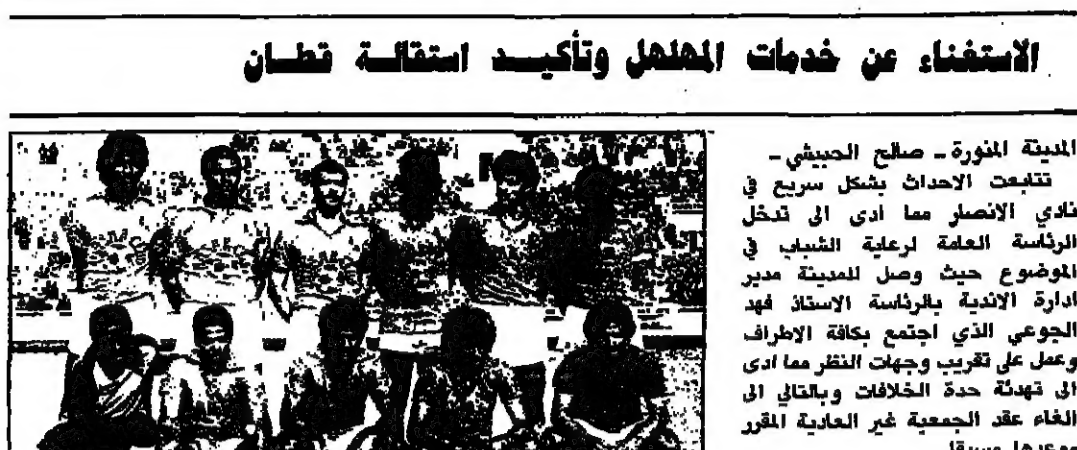 الاستغناء عن خدمات المهلهل وتأكيد استقالة قطان
المدينة المنورة - صالح الحبيشي -
تتابعت الاحداث بشكل سريع في
نادي الانصار مما ادى الى تدخل
الرئاسة العامة لرعاية الشباب في
الموضوع حيث وصل للمدينة مدير
ادارة الاندية بالرئاسة الاستاذ فهد
الجوعي الذي اجتمع بكافة الاطراف
وعمل على تقريب وجهات النظر مما ادى
الى تهدئة حدة الخلافات وبالتالي الى
الغاء عقد الجمعية غير العادية المقرر